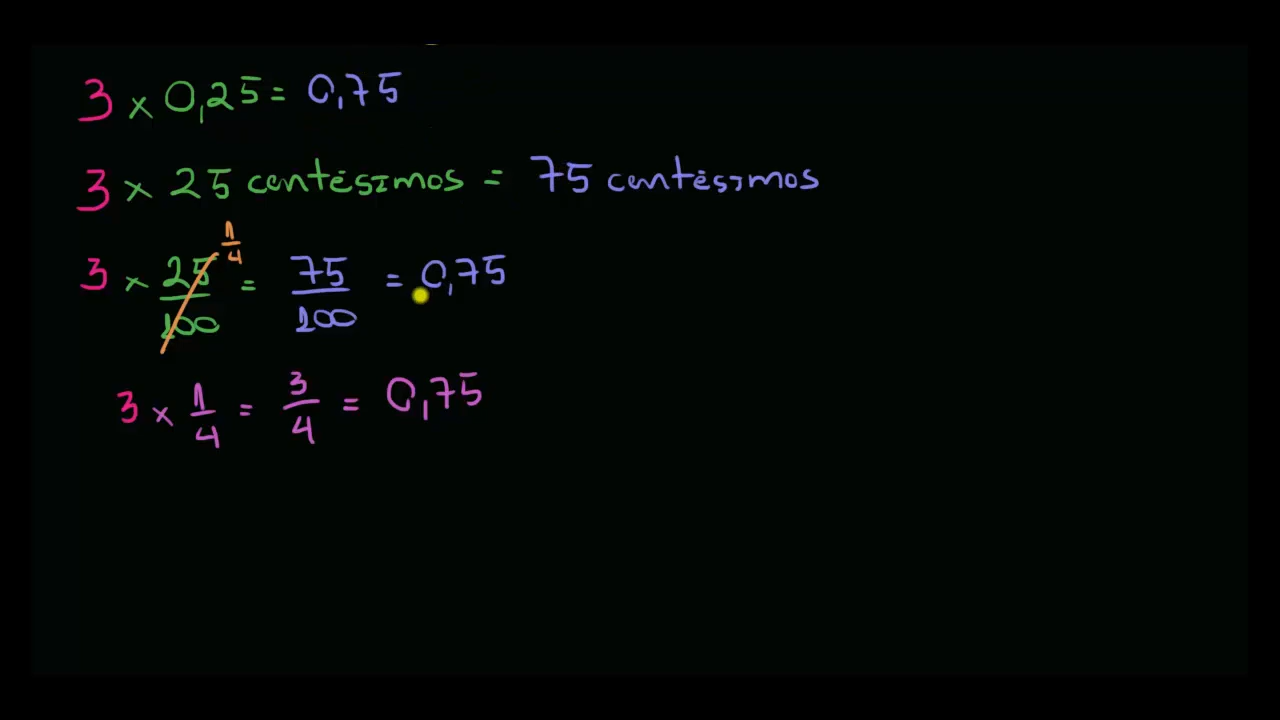 3 × 0,25 = 0,75
3 × 25 centésimos = 75 centésimos
3 × 25/100 1/4 = 75/100 = 0,75
3 × 1/4 = 3/4 = 0,75